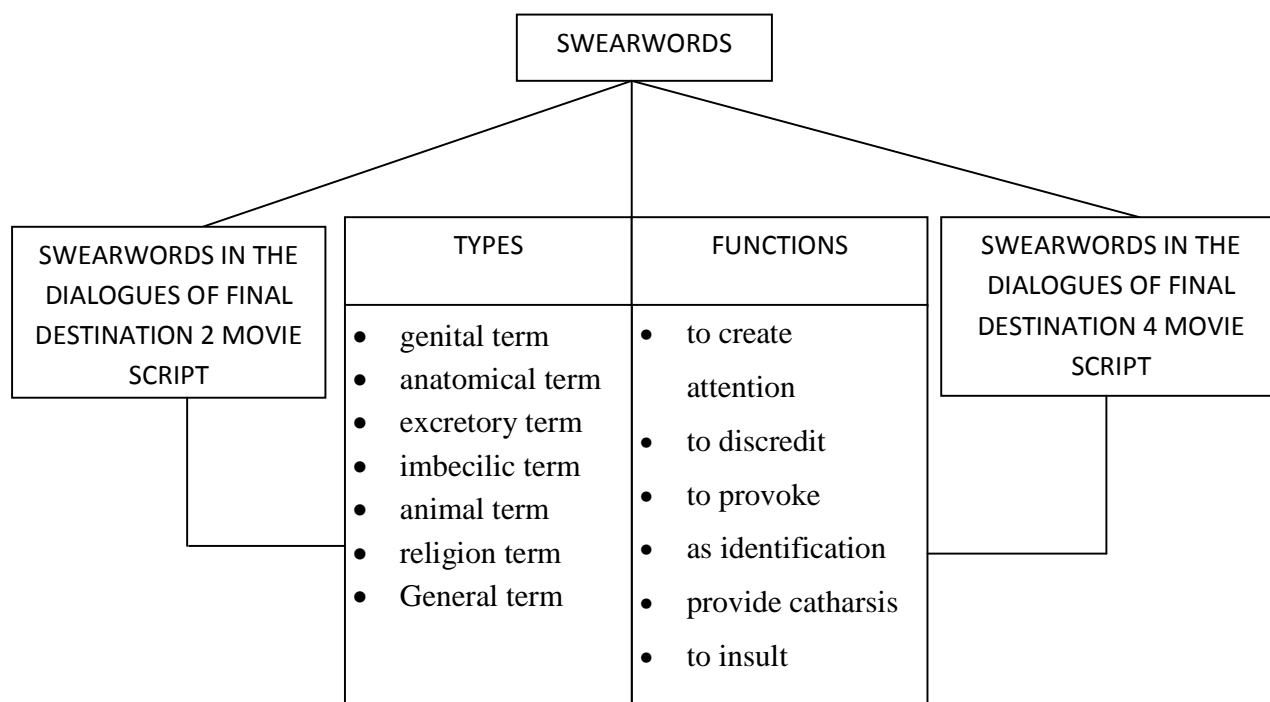 SWEARWORDS
SWEARWORDS IN THE
DIALOGUES OF FINAL
DESTINATION 2 MOVIE
SCRIPT
TYPES
• genital term
• anatomical term
• excretory term
• imbecilic term
• animal term
• religion term
• General term
FUNCTIONS
• to create
attention
• to discredit
• to provoke
• as identification
• provide catharsis
• to insult
SWEARWORDS IN THE
DIALOGUES OF FINAL
DESTINATION 4 MOVIE
SCRIPT